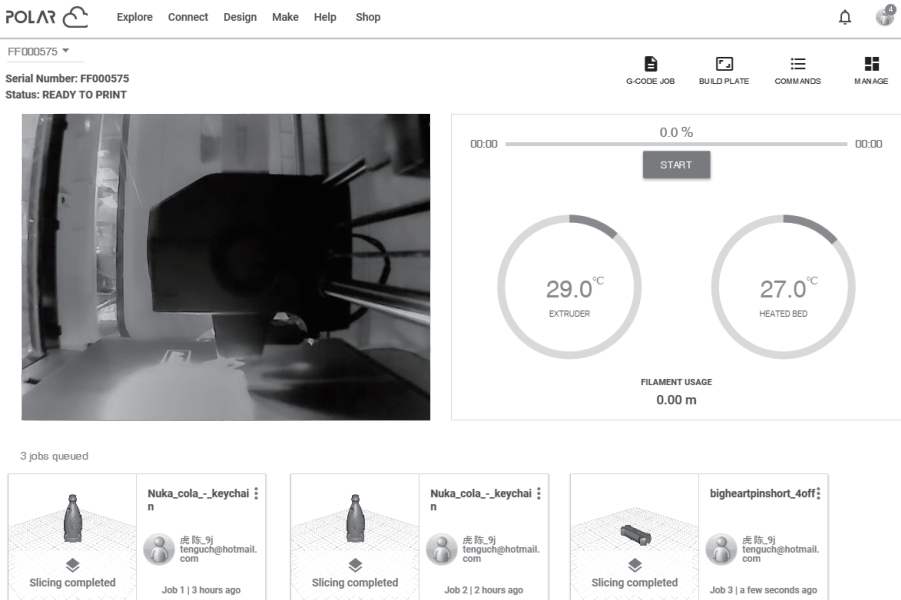 POLAR
Explore Connect Design Make Help Shop
4
FF000575
Serial Number: FF000575
Status: READY TO PRINT
G-CODE JOB BUILD PLATE COMMANDS MANAGE
0.0 %
00:00 00:00
START
29.0℃ 27.0℃
EXTRUDER HEATED BED
FILAMENT USAGE
0.00 m
3 jobs queued
Nuka_cola_-_keychai
n
虎 陈_9j
tenguch@hotmail.
com
Slicing completed
Job 1 | 3 hours ago
Nuka_cola_-_keychai
n
虎 陈_9j
tenguch@hotmail.
com
Slicing completed
Job 2 | 2 hours ago
bigheartpinshort_4off
虎 陈_9j
tenguch@hotmail.
com
Slicing completed
Job 3 | a few seconds ago